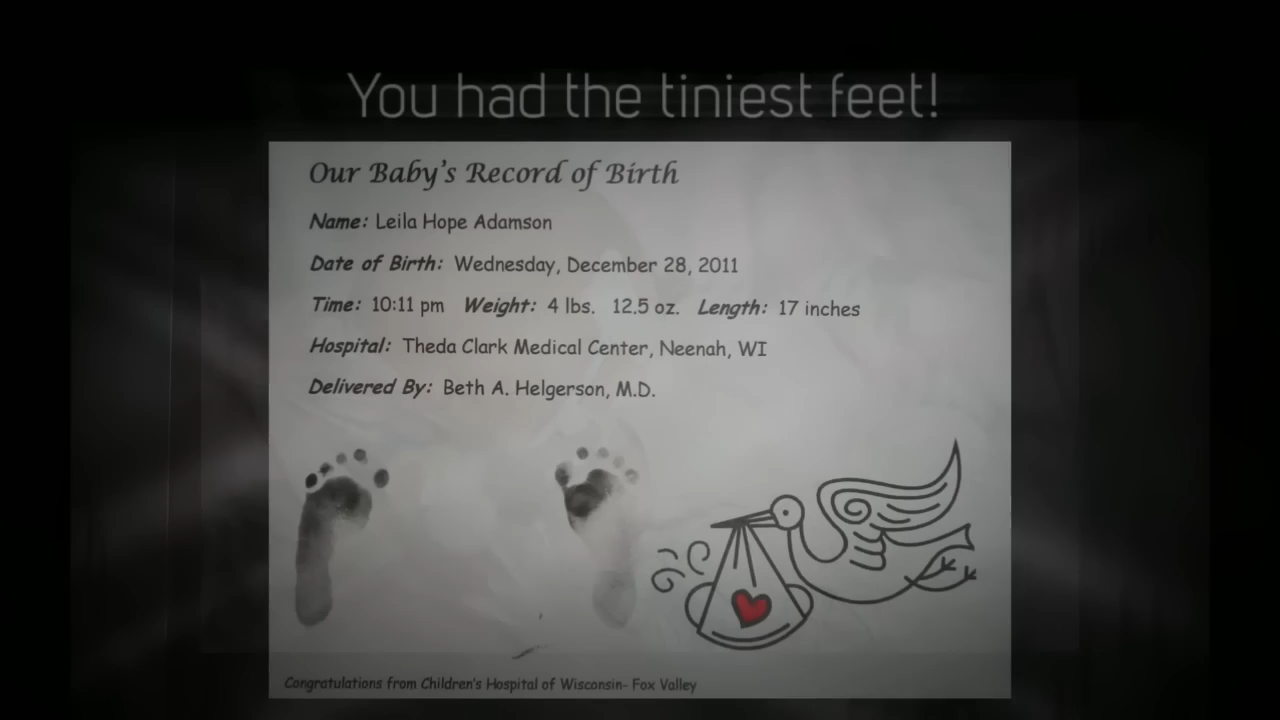 You had the tiniest feet!
Our Baby's Record of Birth
Name: Leila Hope Adamson
Date of Birth: Wednesday, December 28, 2011
Time: 10:11 pm Weight: 4 lbs. 12.5 oz. Length: 17 inches
Hospital: Theda Clark Medical Center, Neenah, WI
Delivered By: Beth A. Helgerson, M.D.
Congratulations from Children's Hospital of Wisconsin- Fox Valley